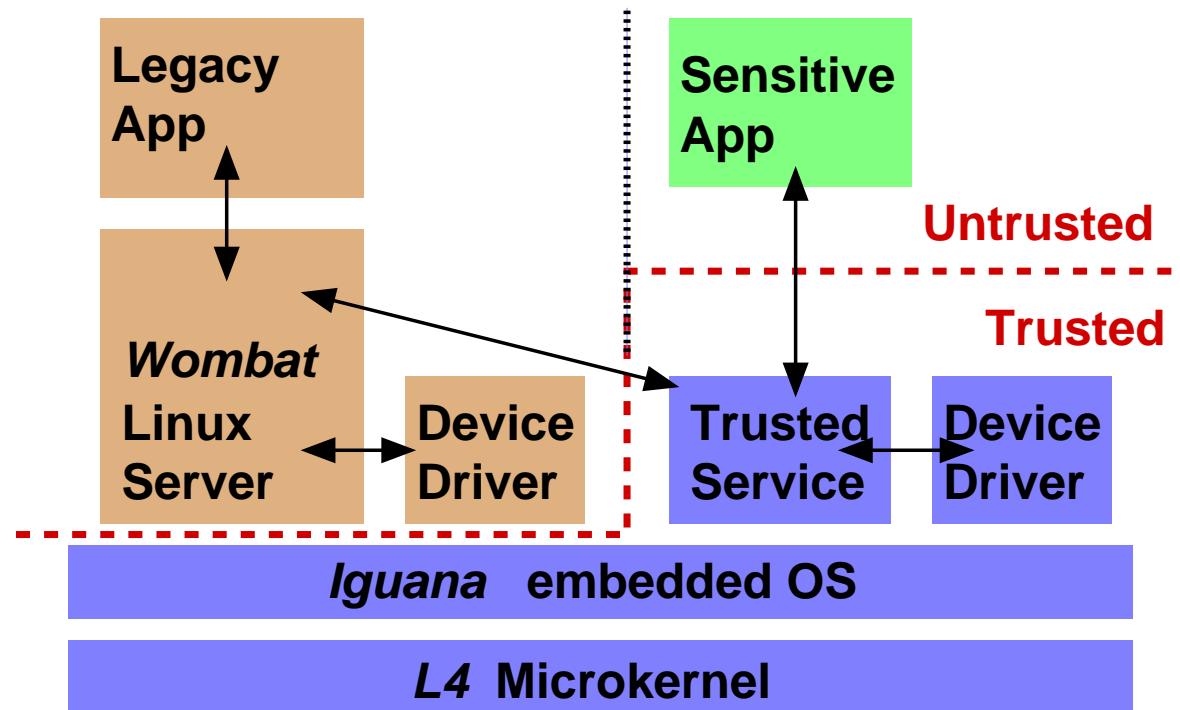 Legacy
App
Sensitive
App
Untrusted
Trusted
Wombat
Linux
Server
Device
Driver
Trusted
Service
Device
Driver
Iguana embedded OS
L4 Microkernel